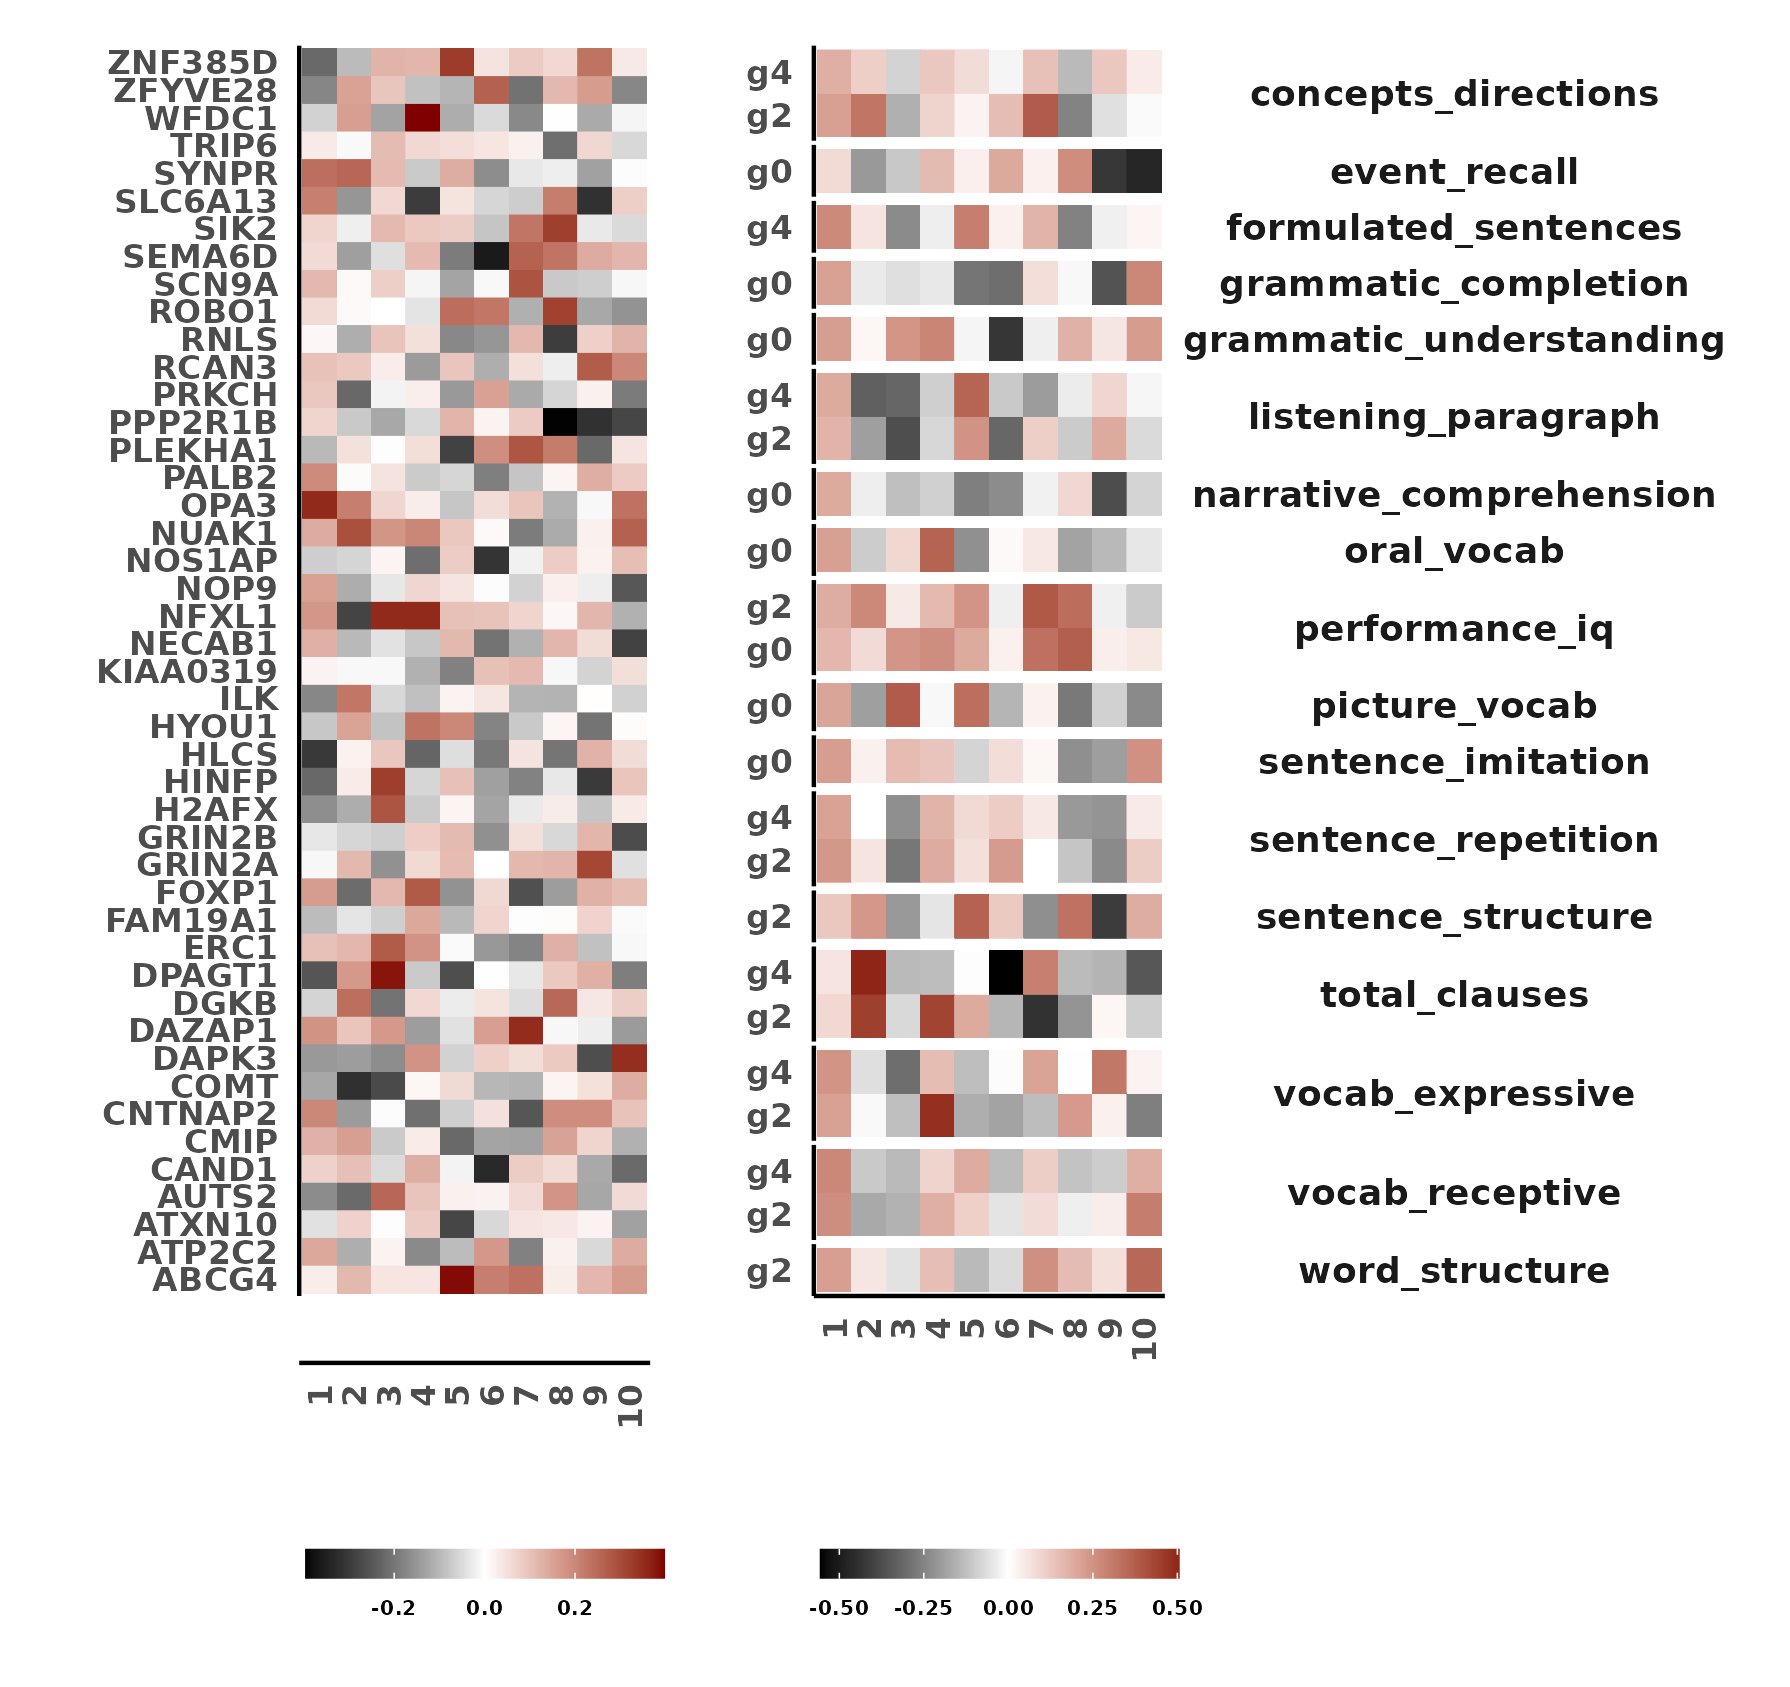 ZNF385D
ZFYVE28
WFDC1
TRIP6
SYNPR
SLC6A13
SIK2
SEMA6D
SCN9A
ROBO1
RNLS
RCAN3
PRKCH
PPP2R1B
PLEKHA1
PALB2
OPA3
NUAK1
NOS1AP
NOP9
NFXL1
NECAB1
KIAA0319
ILK
HYOU1
HLCS
HINFP
H2AFX
GRIN2B
GRIN2A
FOXP1
FAM19A1
ERC1
DPAGT1
DGKB
DAZAP1
DAPK3
COMT
CNTNAP2
CMIP
CAND1
AUTS2
ATXN10
ATP2C2
ABCG4
1 2 3 4 5 6 7 8 9 10
-0.2 0.0 0.2
g4
g2
concepts_directions
g0
event_recall
g4
formulated_sentences
g0
grammatic_completion
g0
grammatic_understanding
g4
g2
listening_paragraph
g0
narrative_comprehension
g0
oral_vocab
g2
g0
performance_iq
g0
picture_vocab
g0
sentence_imitation
g4
g2
sentence_repetition
g2
sentence_structure
g4
g2
total_clauses
g4
g2
vocab_expressive
g4
g2
vocab_receptive
g2
word_structure
1 2 3 4 5 6 7 8 9 10
-0.50 -0.25 0.00 0.25 0.50